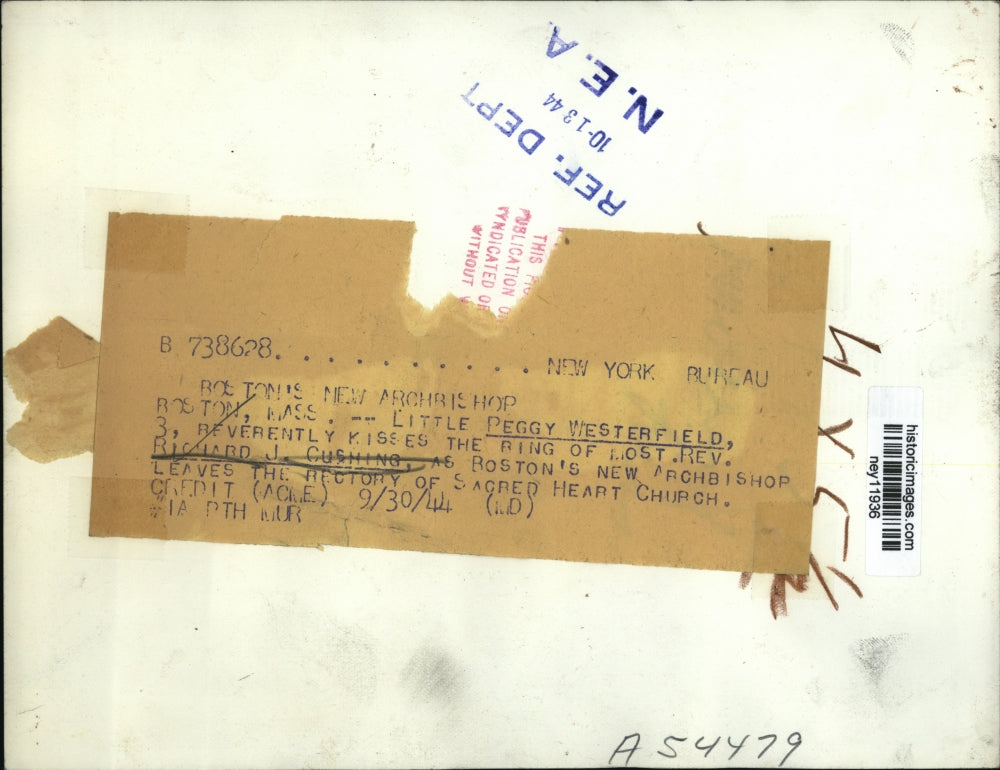 N. E. A.
10-13 44
REF. DEPT
THIS
PUBLICATION
SYNDICATED OR
WITHOUT
B 738628. . . . . . . . . . . NEW YORK BUREAU
BOSTON'S NEW ARCHBISHOP
BOSTON, MASS. -- LITTLE PEGGY WESTERFIELD,
3, REVERENTLY KISSES THE RING OF MOST.REV.
RICHARD J. CUSHING, AS BOSTON'S NEW ARCHBISHOP
LEAVES THE RECTORY OF SACRED HEART CHURCH.
CREDIT (ACME) 9/30/44 (MD)
historicimages.com
ney11936
A 54479